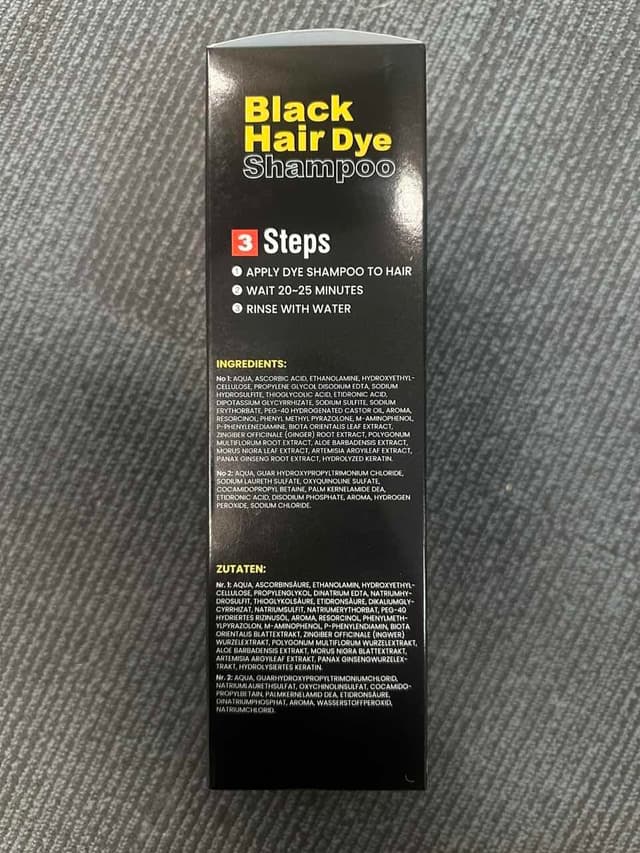 Black
Hair Dye
Shampoo
3 Steps
1 APPLY DYE SHAMPOO TO HAIR
2 WAIT 20~25 MINUTES
3 RINSE WITH WATER
INGREDIENTS:
No 1: AQUA, ASCORBIC ACID, ETHANOLAMINE, HYDROXYETHYL-
CELLULOSE, PROPYLENE GLYCOL DISODIUM EDTA, SODIUM
HYDROSULFITE, THIOGLYCOLIC ACID, ETIDRONIC ACID,
DIPOTASSIUM GLYCYRRHIZATE, SODIUM SULFITE, SODIUM
ERYTHORBATE, PEG-40 HYDROGENATED CASTOR OIL, AROMA,
RESORCINOL, PHENYL METHYL PYRAZOLONE, M-AMINOPHENOL,
P-PHENYLENEDIAMINE, BIOTA ORIENTALIS LEAF EXTRACT,
ZINGIBER OFFICINALE (GINGER) ROOT EXTRACT, POLYGONUM
MULTIFLORUM ROOT EXTRACT, ALOE BARBADENSIS EXTRACT,
MORUS NIGRA LEAF EXTRACT, ARTEMISIA ARGYILEAF EXTRACT,
PANAX GINSENG ROOT EXTRACT, HYDROLYZED KERATIN.
No 2: AQUA, GUAR HYDROXYPROPYLTRIMONIUM CHLORIDE,
SODIUM LAURETH SULFATE, OXYQUINOLINE SULFATE,
COCAMIDOPROPYL BETAINE, PALM KERNELAMIDE DEA,
ETIDRONIC ACID, DISODIUM PHOSPHATE, AROMA, HYDROGEN
PEROXIDE, SODIUM CHLORIDE.
ZUTATEN:
Nr. 1: AQUA, ASCORBINSÄURE, ETHANOLAMIN, HYDROXYETHYL-
CELLULOSE, PROPYLENGLYKOL, DINATRIUM EDTA, NATRIUMHY-
DROSULFIT, THIOGLYKOLSÄURE, ETIDRONSÄURE, DIKALIUMGLY-
CYRRHIZAT, NATRIUMSULFIT, NATRIUMERYTHORBAT, PEG-40
HYDRIERTES RIZINUSÖL, AROMA, RESORCINOL, PHENYLMETH-
YLPYRAZOLON, M-AMINOPHENOL, P-PHENYLENDIAMIN, BIOTA
ORIENTALIS BLATTEXTRAKT, ZINGIBER OFFICINALE (INGWER)
WURZELEXTRAKT, POLYGONUM MULTIFLORUM WURZELEXTRAKT,
ALOE BARBADENSIS EXTRAKT, MORUS NIGRA BLATTEXTRAKT,
ARTEMISIA ARGYILEAF EXTRAKT, PANAX GINSENGWURZELEX-
TRAKT, HYDROLYSIERTES KERATIN.
Nr. 2: AQUA, GUARHYDROXYPROPYLTRIMONIUMCHLORID,
NATRIUMLAURETHSULFAT, OXYCHINOLINSULFAT, COCAMIDO-
PROPYLBETAIN, PALMKERNELAMID DEA, ETIDRONSÄURE,
DINATRIUMPHOSPHAT, AROMA, WASSERSTOFFPEROXID,
NATRIUMCHLORID.